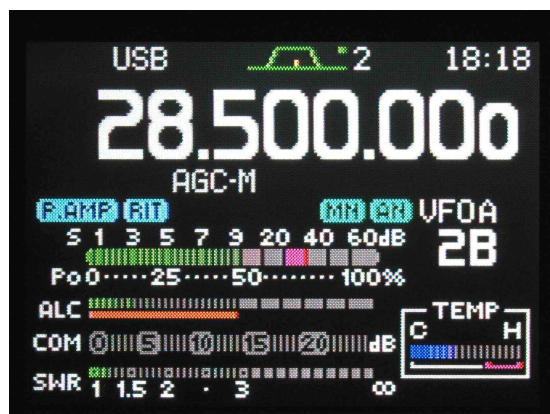 USB 2 18:18
28.500.000
AGC-M
P.AMP RIT MN AN VFOA
S 1 3 5 7 9 20 40 60dB 2B
Po 0 25 50 100%
ALC TEMP
C H
COM 0 5 10 15 20 dB
SWR 1 1.5 2 3 ∞